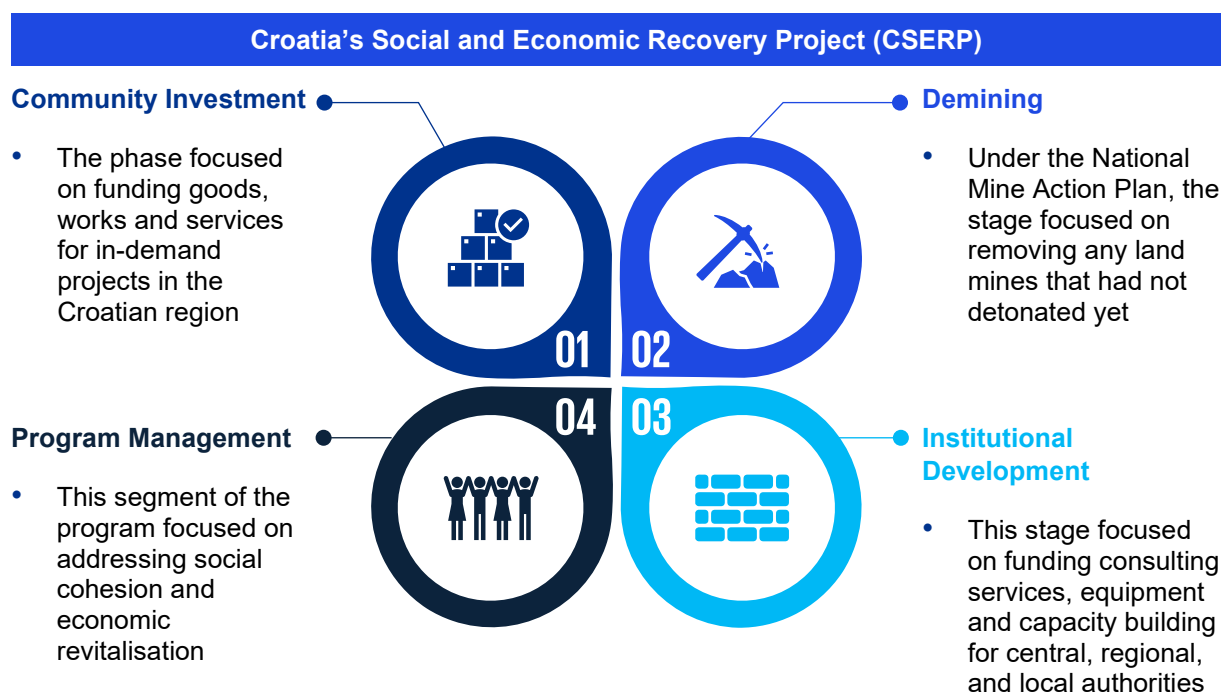 Croatia's Social and Economic Recovery Project (CSERP)
Community Investment
• The phase focused
on funding goods,
works and services
for in-demand
projects in the
Croatian region
Demining
• Under the National
Mine Action Plan, the
stage focused on
removing any land
mines that had not
detonated yet
01
02
04
03
Program Management
• This segment of the
program focused on
addressing social
cohesion and
economic
revitalisation
Institutional
Development
• This stage focused
on funding consulting
services, equipment
and capacity building
for central, regional,
and local authorities